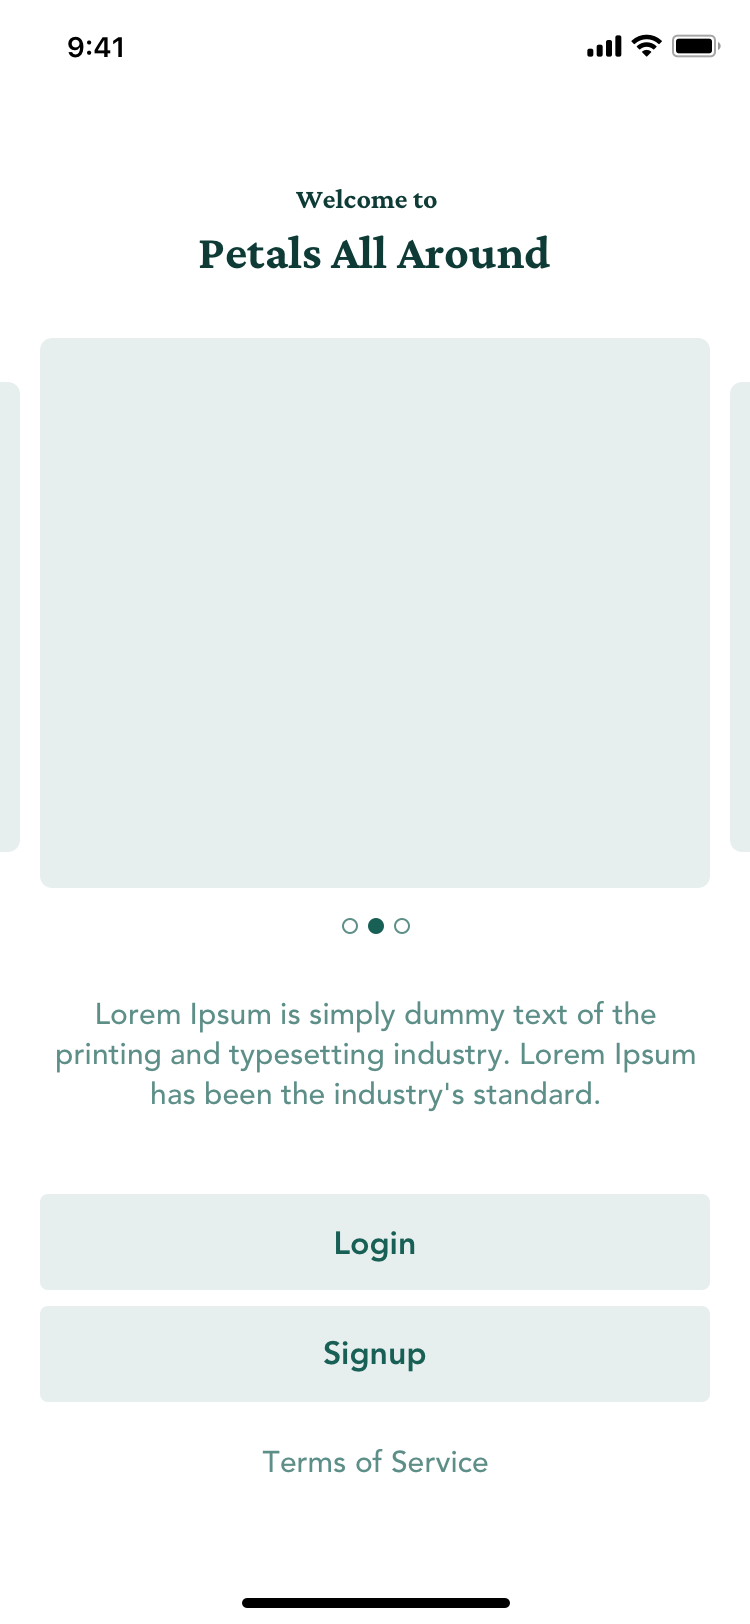 9:41
Welcome to
Petals All Around
Lorem Ipsum is simply dummy text of the
printing and typesetting industry. Lorem Ipsum
has been the industry's standard.
Login
Signup
Terms of Service